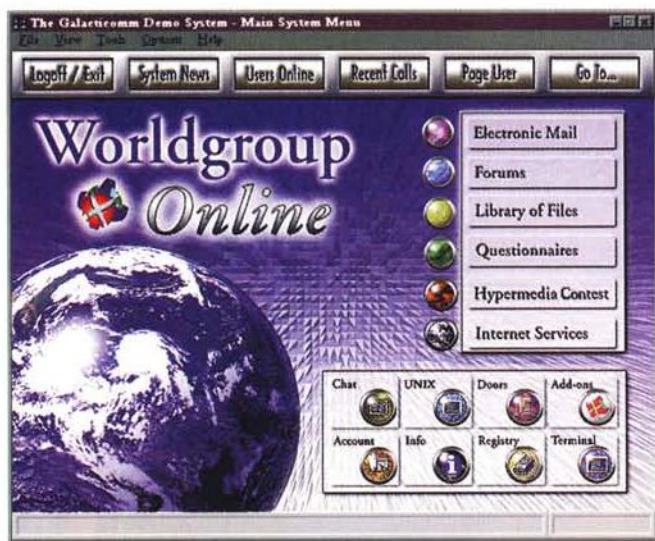 The Galacticomm Demo System - Main System Menu
File View Tools Options Help
Logoff / Exit System News Users Online Recent Calls Page User Go To...
Worldgroup
Online
Electronic Mail
Forums
Library of Files
Questionnaires
Hypermedia Contest
Internet Services
Chat UNIX Doors Add-ons
Account Info Registry Terminal